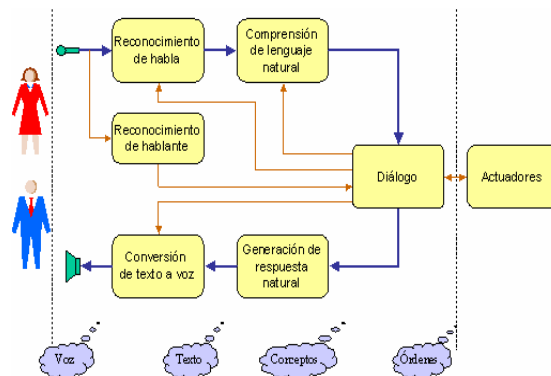 Reconocimiento
de habla
Comprensión
de lenguaje
natural
Reconocimiento
de hablante
Diálogo
Actuadores
Conversión
de texto a voz
Generación de
respuesta
natural
Voz
Texto
Conceptos
Órdenes